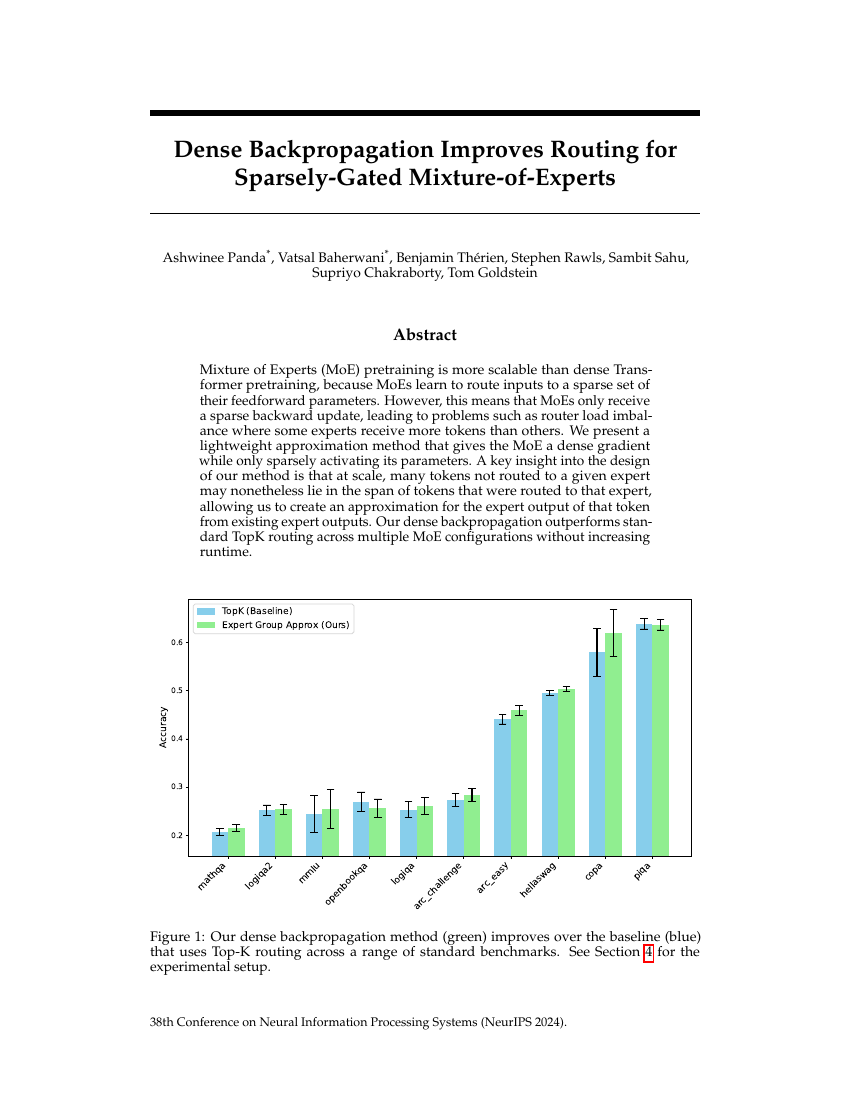 Dense Backpropagation Improves Routing for
Sparsely-Gated Mixture-of-Experts
Ashwinee Panda*, Vatsal Baherwani*, Benjamin Thérien, Stephen Rawls, Sambit Sahu,
Supriyo Chakraborty, Tom Goldstein
Abstract
Mixture of Experts (MoE) pretraining is more scalable than dense Trans-
former pretraining, because MoEs learn to route inputs to a sparse set of
their feedforward parameters. However, this means that MoEs only receive
a sparse backward update, leading to problems such as router load imbal-
ance where some experts receive more tokens than others. We present a
lightweight approximation method that gives the MoE a dense gradient
while only sparsely activating its parameters. A key insight into the design
of our method is that at scale, many tokens not routed to a given expert
may nonetheless lie in the span of tokens that were routed to that expert,
allowing us to create an approximation for the expert output of that token
from existing expert outputs. Our dense backpropagation outperforms stan-
dard TopK routing across multiple MoE configurations without increasing
runtime.
TopK (Baseline)
Expert Group Approx (Ours)
Accuracy
0.6
0.5
0.4
0.3
0.2
mathqa
logiqa2
mmlu
openbookqa
logiqa
arc_challenge
arc_easy
hellaswag
copa
piqa
Figure 1: Our dense backpropagation method (green) improves over the baseline (blue)
that uses Top-K routing across a range of standard benchmarks. See Section 4 for the
experimental setup.
38th Conference on Neural Information Processing Systems (NeurIPS 2024).